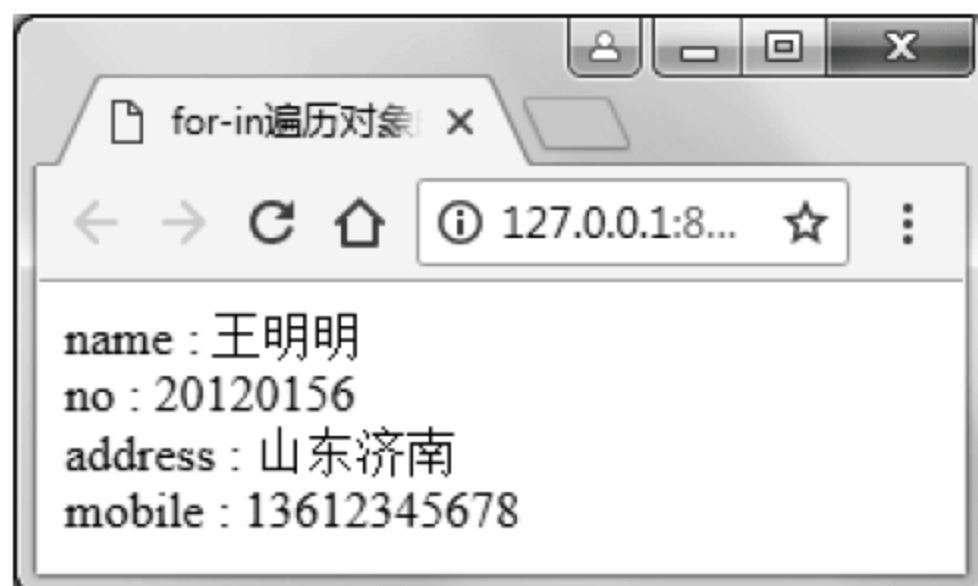 for-in遍历对象
127.0.0.1:8...
name : 王明明
no : 20120156
address : 山东济南
mobile : 13612345678